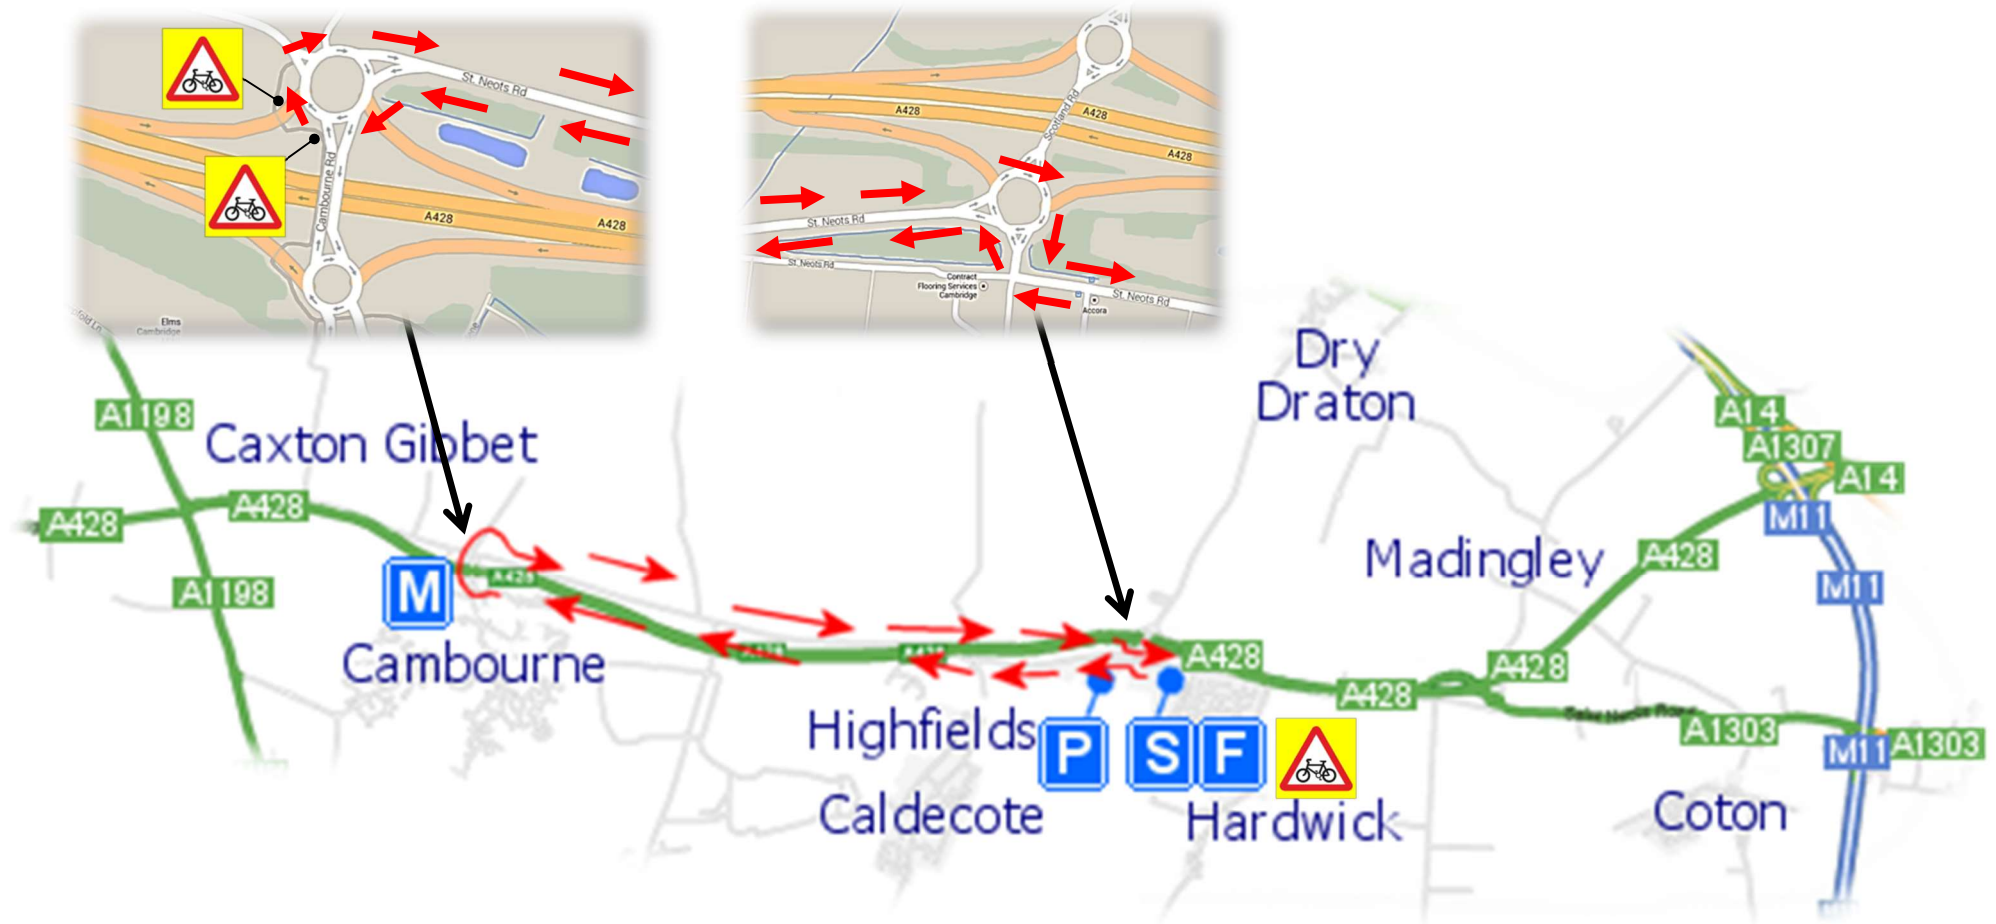 St. Neots Rd
Cambourne Rd
A428
A428
Elms
Cambridge
A428
A428
A428
Scotland Rd
St. Neots Rd
St. Neots Rd
Contract
Flooring Services
Cambridge
St. Neots Rd
Accora
Dry
Draton
A1198
Caxton Gibbet
A14
A1307
A14
A428
A428
M11
M
A428
Madingley
A428
M11
A1198
Cambourne
A428
A428
A428
A428
A428
Highfields
P
S
F
A1303
M11
A1303
Caldecote
Hardwick
Coton